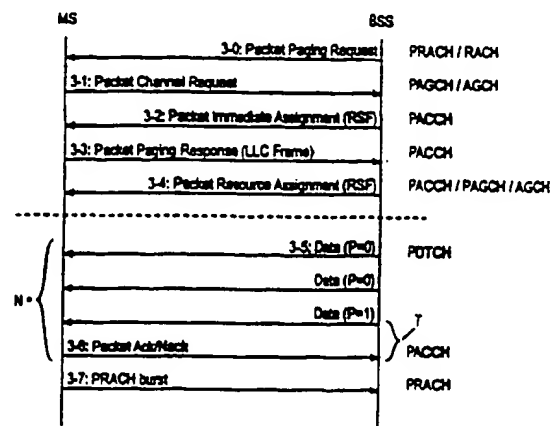 MS BSS
3-0: Packet Paging Request PRACH / RACH
3-1: Packet Channel Request PAGCH / AGCH
3-2: Packet Immediate Assignment (RSF) PACCH
3-3: Packet Paging Response (LLC Frame) PACCH
3-4: Packet Resource Assignment (RSF) PACCH / PAGCH / AGCH
3-5: Data (P=0) PDTCH
Data (P=0)
N =
Data (P=1) T
3-6: Packet Ack/Nack PACCH
3-7: PRACH burst PRACH